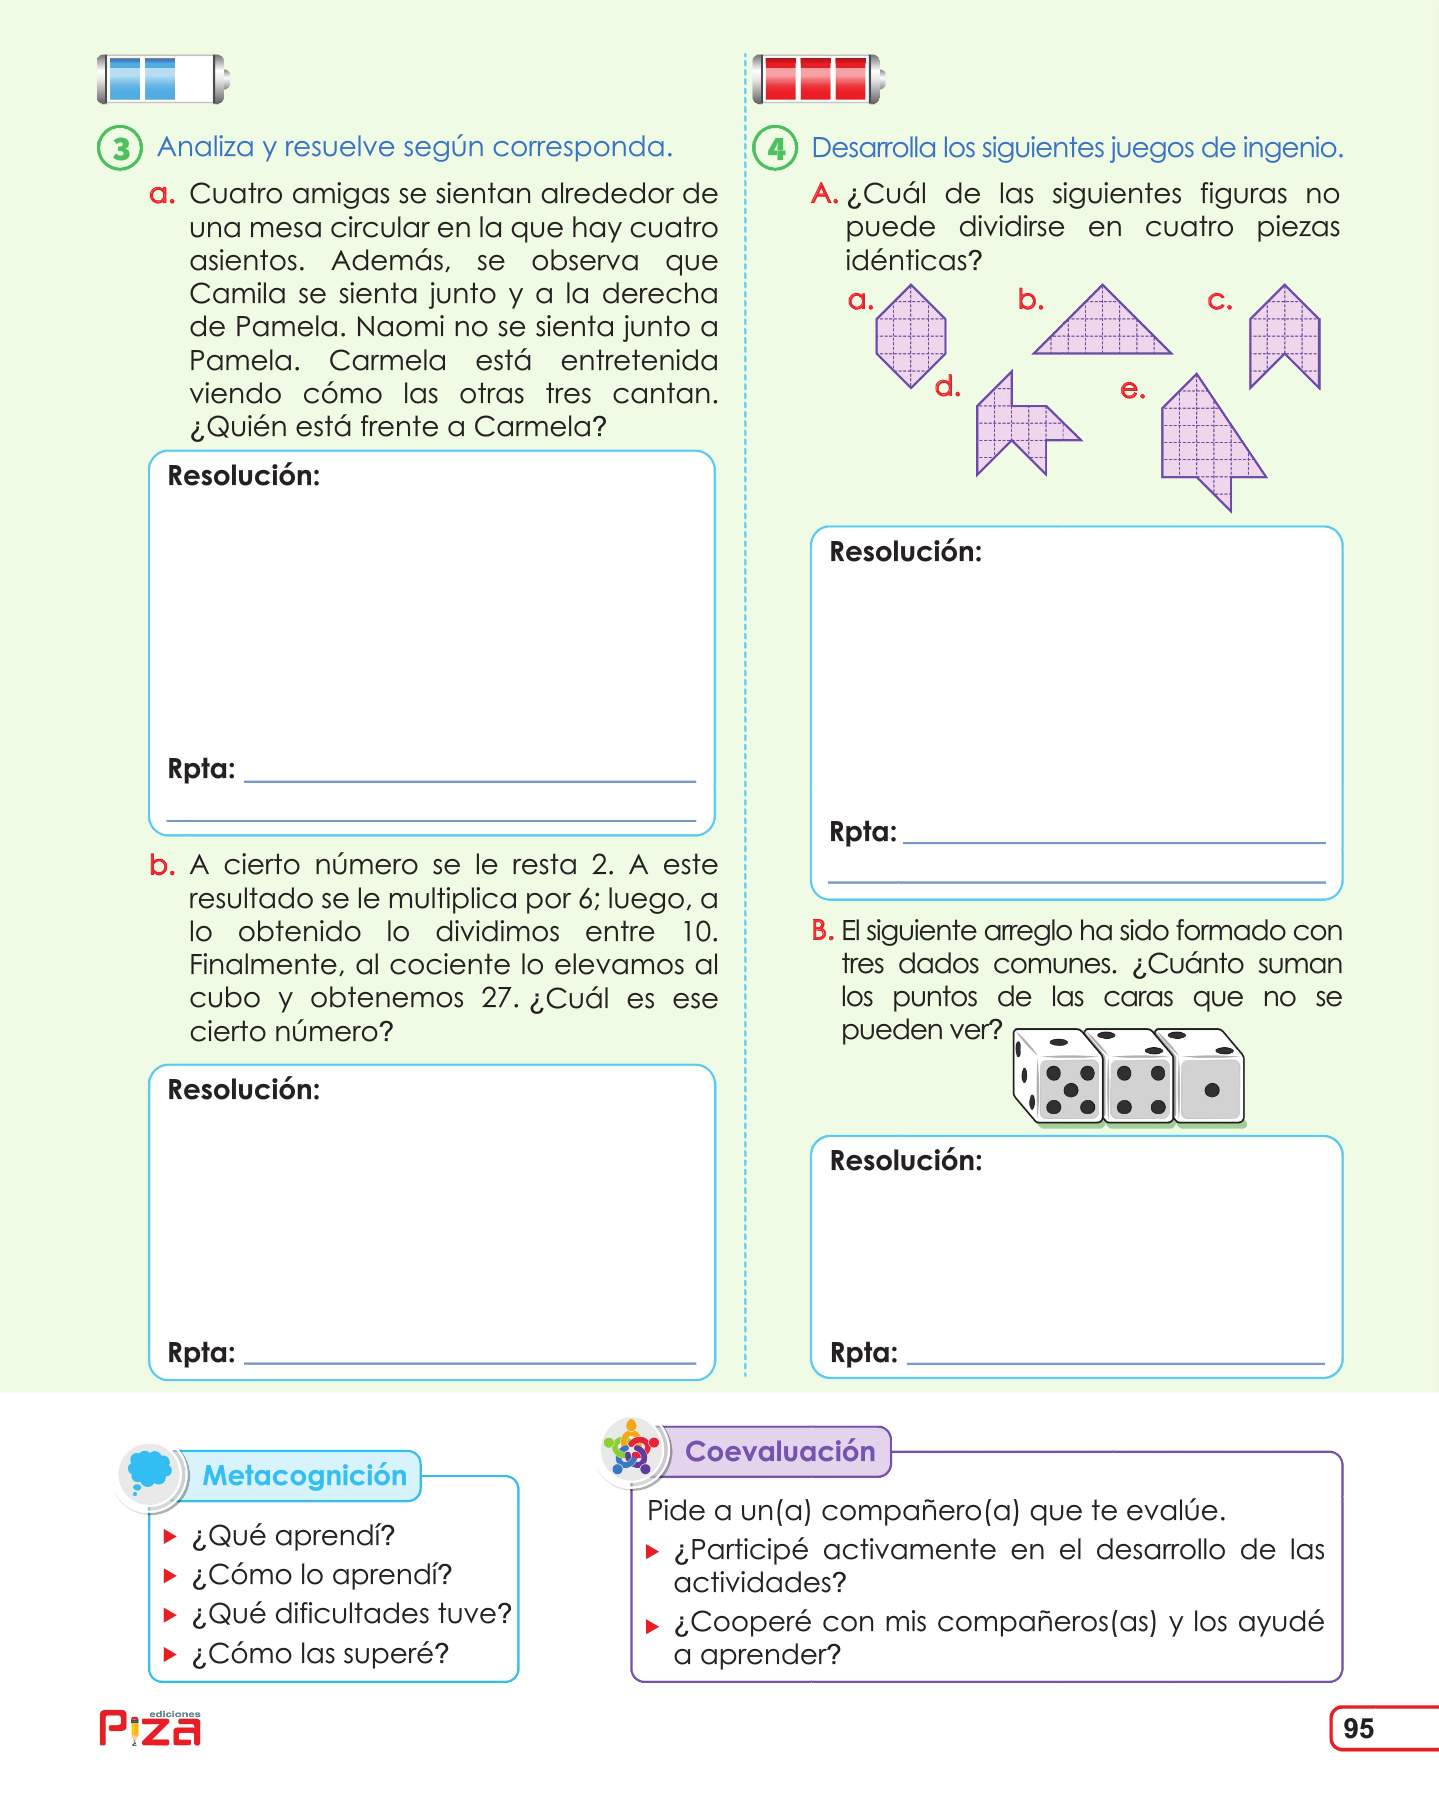 3 Analiza y resuelve según corresponda.
a. Cuatro amigas se sientan alrededor de
una mesa circular en la que hay cuatro
asientos. Además, se observa que
Camila se sienta junto y a la derecha
de Pamela. Naomi no se sienta junto a
Pamela. Carmela está entretenida
viendo cómo las otras tres cantan.
¿Quién está frente a Carmela?
Resolución:
Rpta:
b. A cierto número se le resta 2. A este
resultado se le multiplica por 6; luego, a
lo obtenido lo dividimos entre 10.
Finalmente, al cociente lo elevamos al
cubo y obtenemos 27. ¿Cuál es ese
cierto número?
Resolución:
Rpta:
4 Desarrolla los siguientes juegos de ingenio.
A. ¿Cuál de las siguientes figuras no
puede dividirse en cuatro piezas
idénticas?
a. b. c.
d. e.
Resolución:
Rpta:
B. El siguiente arreglo ha sido formado con
tres dados comunes. ¿Cuánto suman
los puntos de las caras que no se
pueden ver?
Resolución:
Rpta:
Metacognición
¿Qué aprendí?
¿Cómo lo aprendí?
¿Qué dificultades tuve?
¿Cómo las superé?
Coevaluación
Pide a un(a) compañero(a) que te evalúe.
¿Participé activamente en el desarrollo de las
actividades?
¿Cooperé con mis compañeros(as) y los ayudé
a aprender?
ediciones
Piza
95